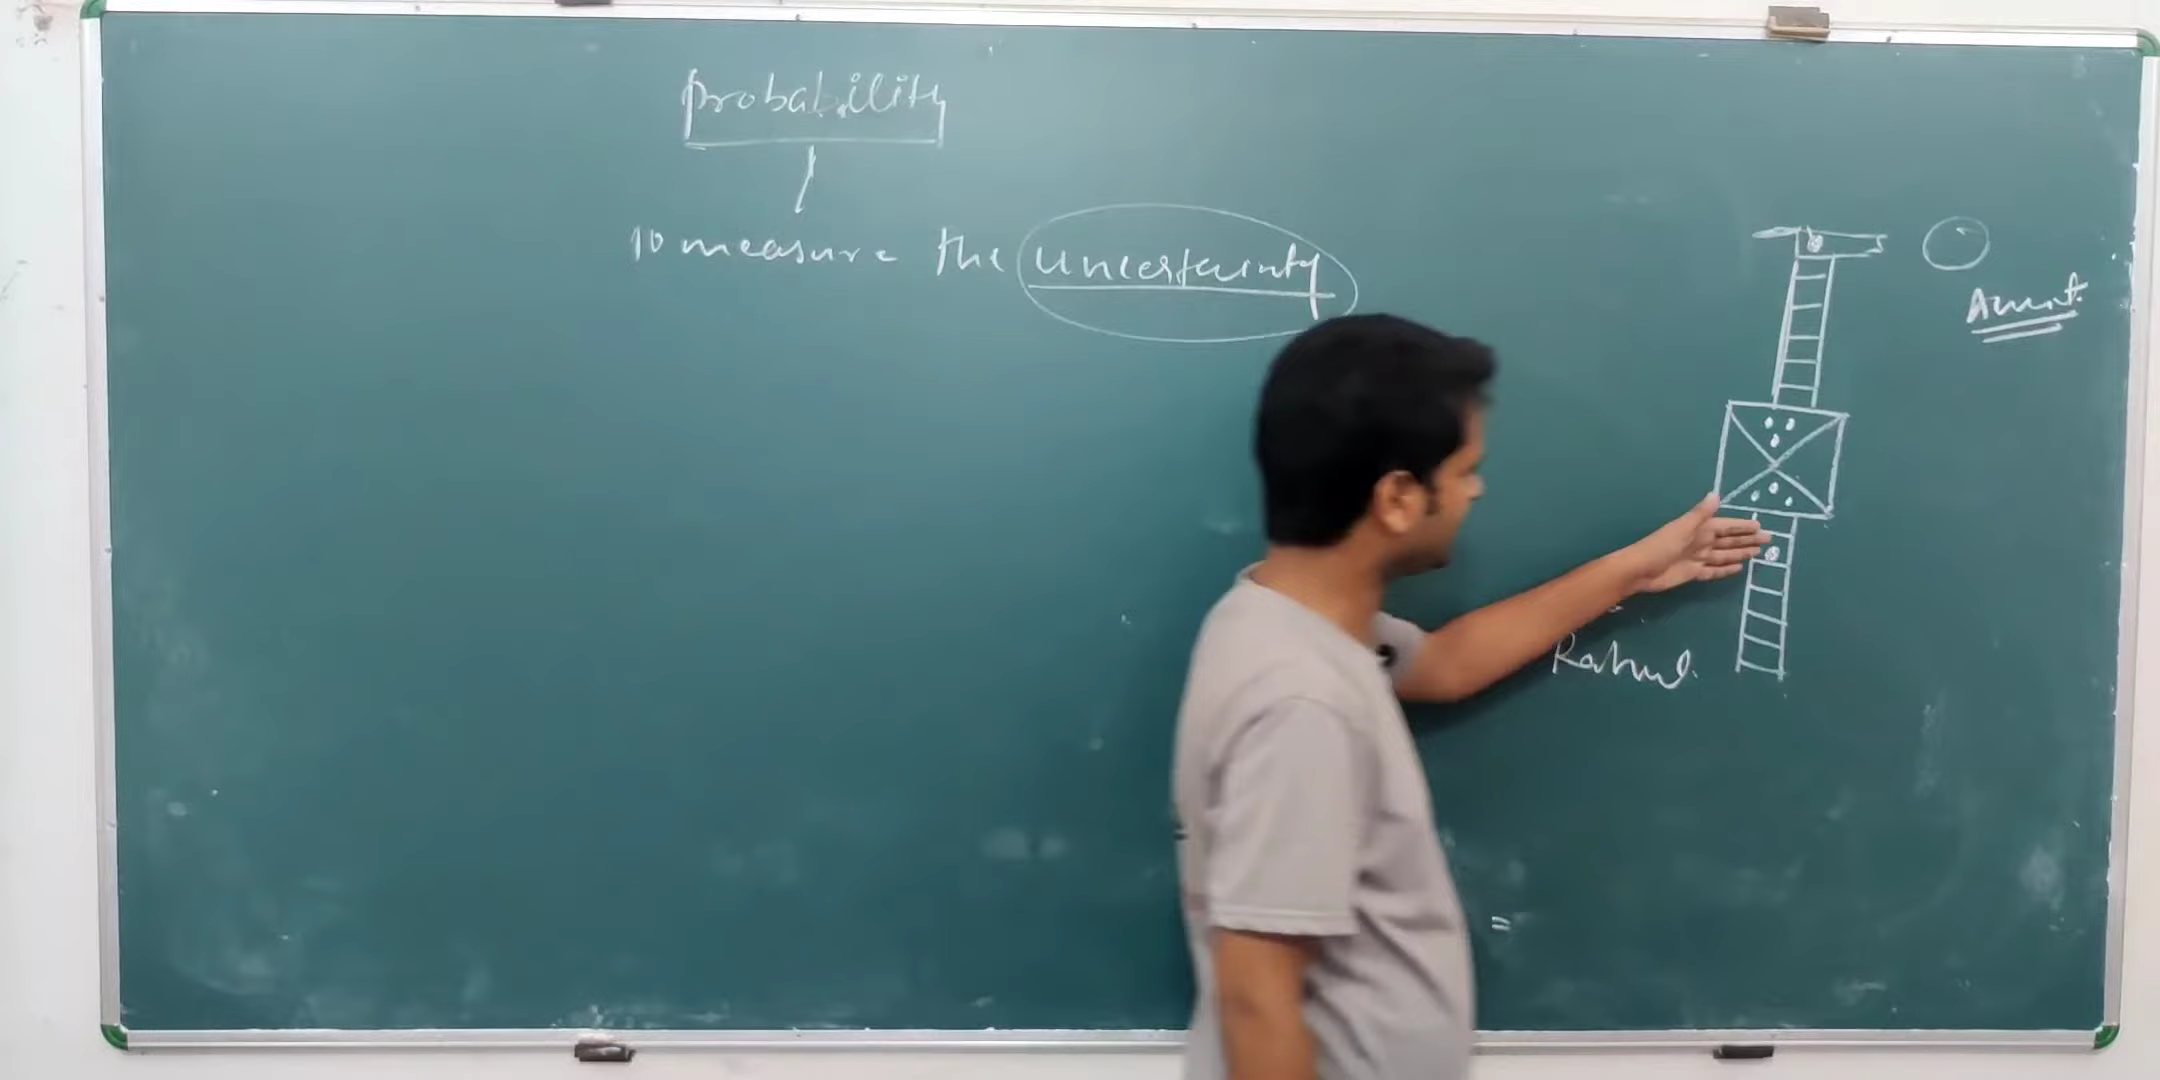 probability
to measure the uncertainty
Amit.
Rahul.
=